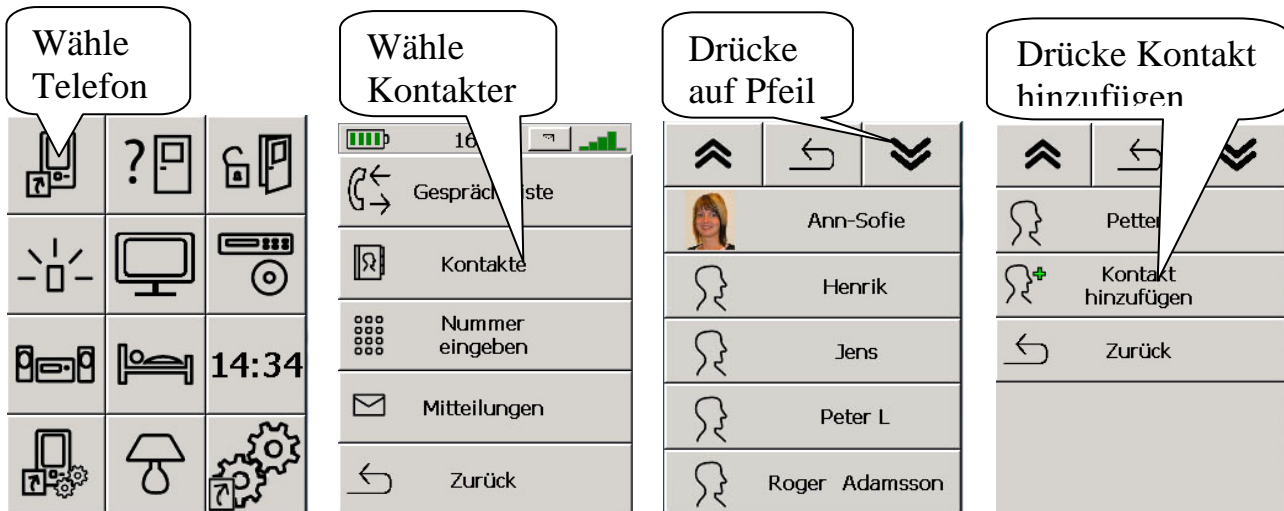 Wähle
Telefon
Wähle
Kontakter
Drücke
auf Pfeil
Drücke Kontakt
hinzufügen
?
14:34
16
Kontakte
Nummer
eingeben
Mitteilungen
Zurück
Ann-Sofie
Henrik
Jens
Peter L
Roger Adamsson
Petter
Kontakt
hinzufügen
Zurück